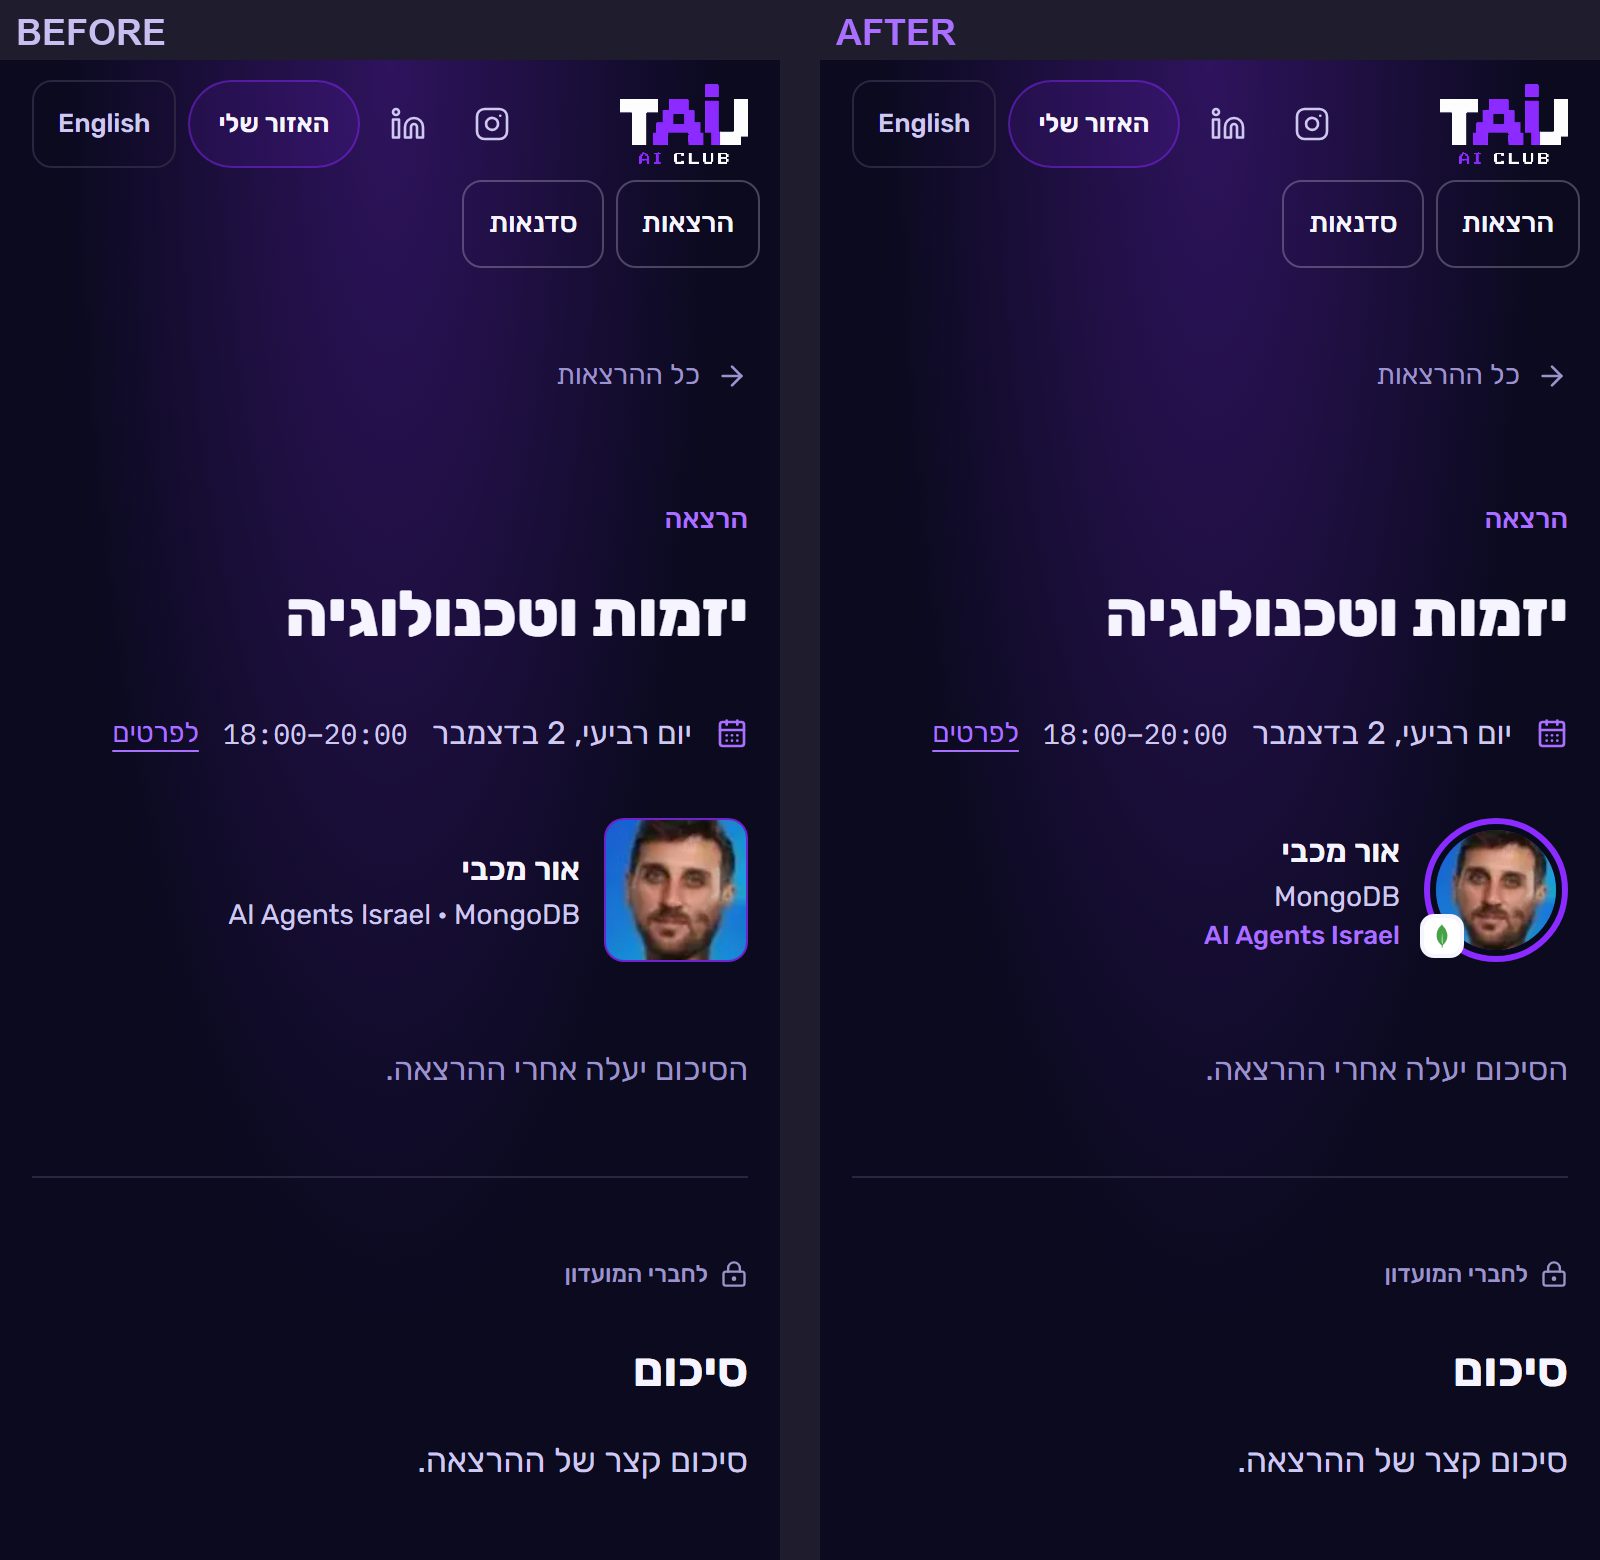 BEFORE
TAIJ
AI CLUB
האזור שלי
English
הרצאות
סדנאות
כל ההרצאות
הרצאה
יזמות וטכנולוגיה
יום רביעי, 2 בדצמבר 18:00–20:00 לפרטים
אור מכבי
AI Agents Israel • MongoDB
הסיכום יעלה אחרי ההרצאה.
לחברי המועדון
סיכום
סיכום קצר של ההרצאה.
AFTER
TAIJ
AI CLUB
האזור שלי
English
הרצאות
סדנאות
כל ההרצאות
הרצאה
יזמות וטכנולוגיה
יום רביעי, 2 בדצמבר 18:00–20:00 לפרטים
אור מכבי
MongoDB
AI Agents Israel
הסיכום יעלה אחרי ההרצאה.
לחברי המועדון
סיכום
סיכום קצר של ההרצאה.